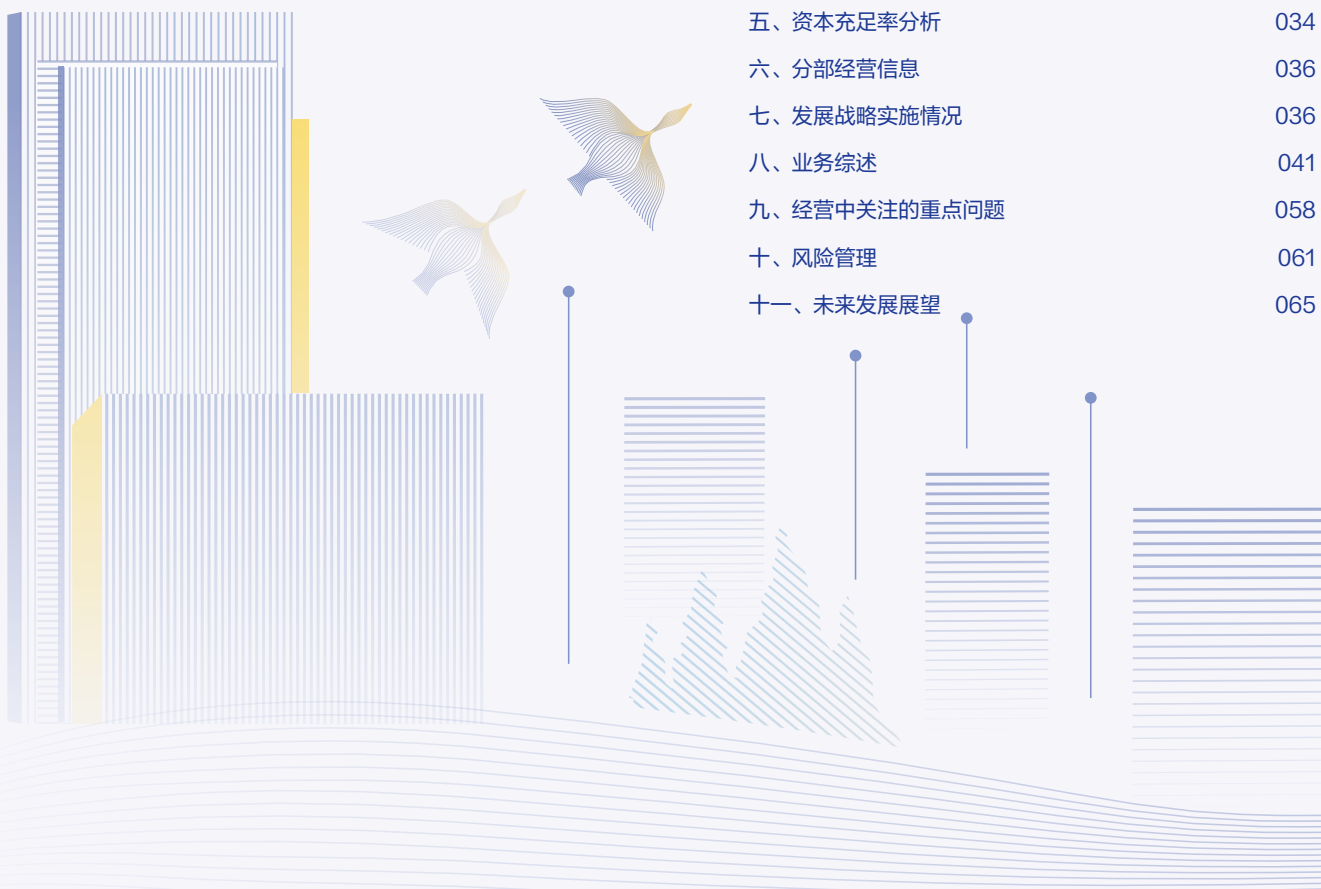 五、资本充足率分析 034
六、分部经营信息 036
七、发展战略实施情况 036
八、业务综述 041
九、经营中关注的重点问题 058
十、风险管理 061
十一、未来发展展望 065